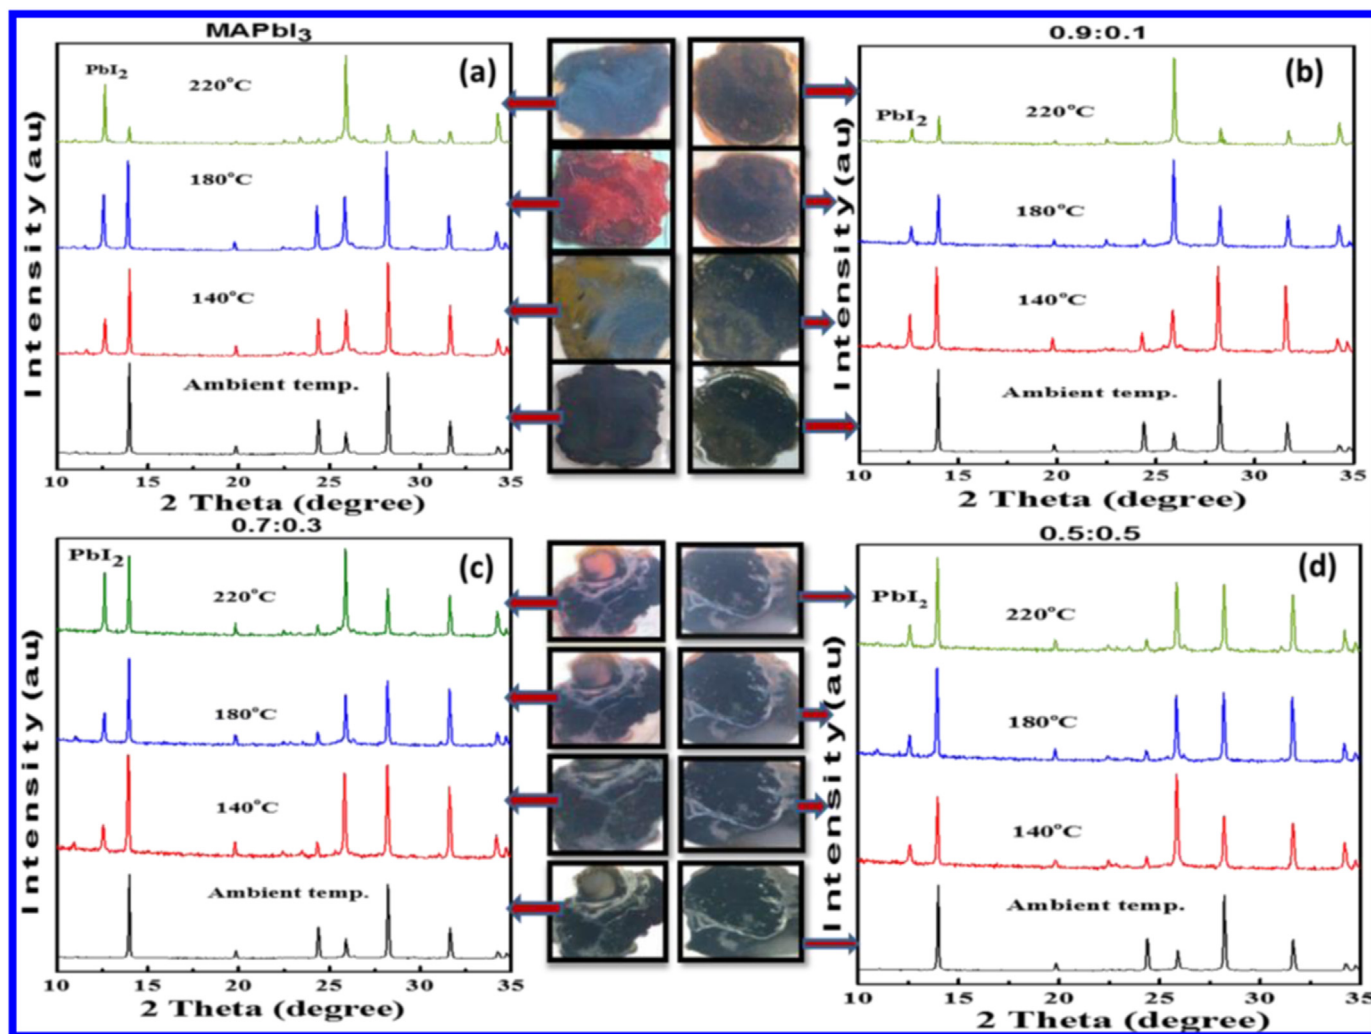 MAPbI₃
(a)
PbI₂
220°C
180°C
140°C
Ambient temp.
Intensity (au)
10 15 20 25 30 35
2 Theta (degree)
0.9:0.1
(b)
PbI₂
220°C
180°C
140°C
Ambient temp.
Intensity (au)
10 15 20 25 30 35
2 Theta (degree)
0.7:0.3
(c)
PbI₂
220°C
180°C
140°C
Ambient temp.
Intensity (au)
10 15 20 25 30 35
2 Theta (degree)
0.5:0.5
(d)
PbI₂
220°C
180°C
140°C
Ambient temp.
Intensity (au)
10 15 20 25 30 35
2 Theta (degree)